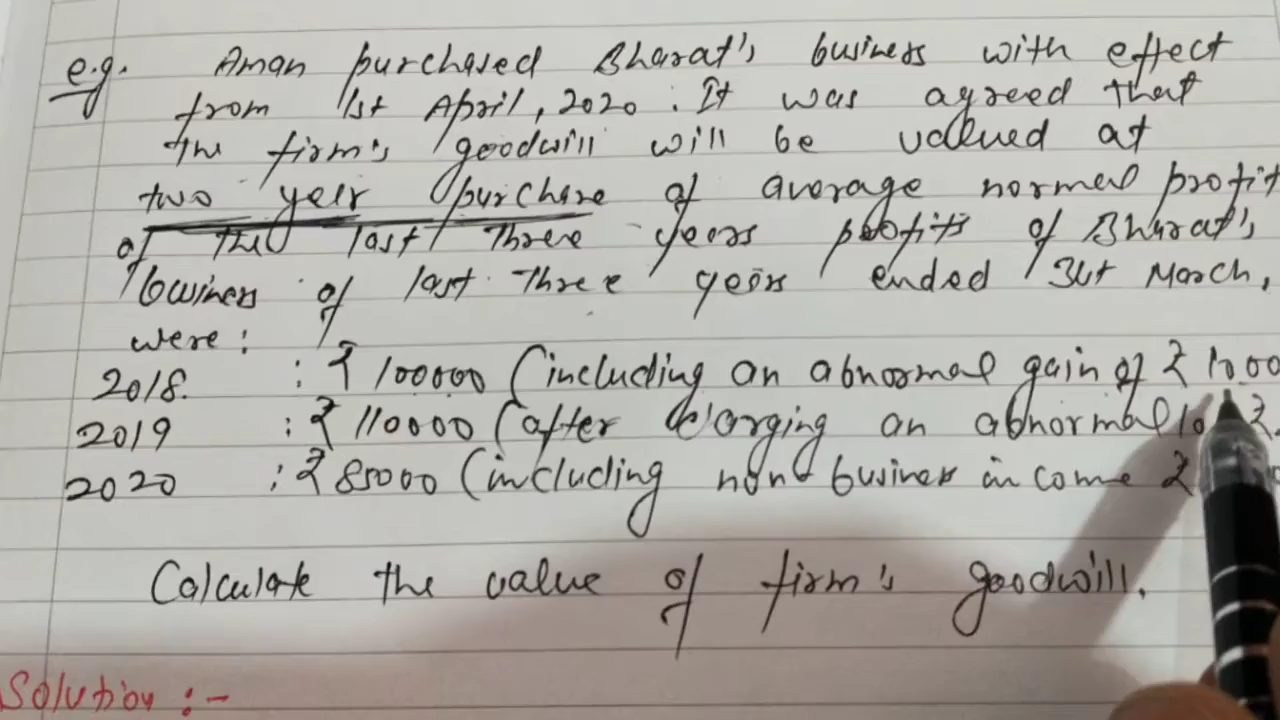 e.g. Aman purchased Bharat's business with effect
from 1st April, 2020. It was agreed that
the firm's goodwill will be valued at
two year purchase of average normal profit
of the last three years profits of Bharat's
business of last three years ended 31st March,
were:
2018. : ₹ 100000 (including an abnormal gain of ₹
2019 : ₹ 110000 (after charging an abnormal ₹
2020 : ₹ 85000 (including non business income ₹
Calculate the value of firm's goodwill.
Solution :-